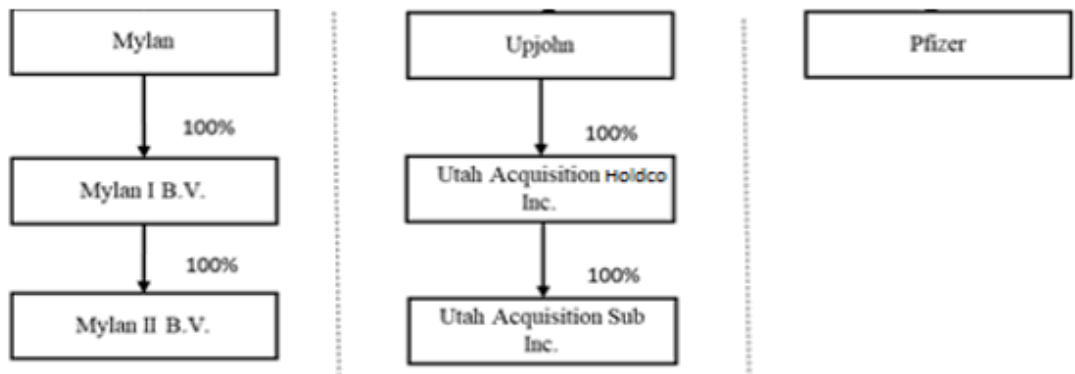 Mylan
Upjohn
Pfizer
100%
100%
Mylan I B.V.
Utah Acquisition Holdco
Inc.
100%
100%
Mylan II B.V.
Utah Acquisition Sub
Inc.